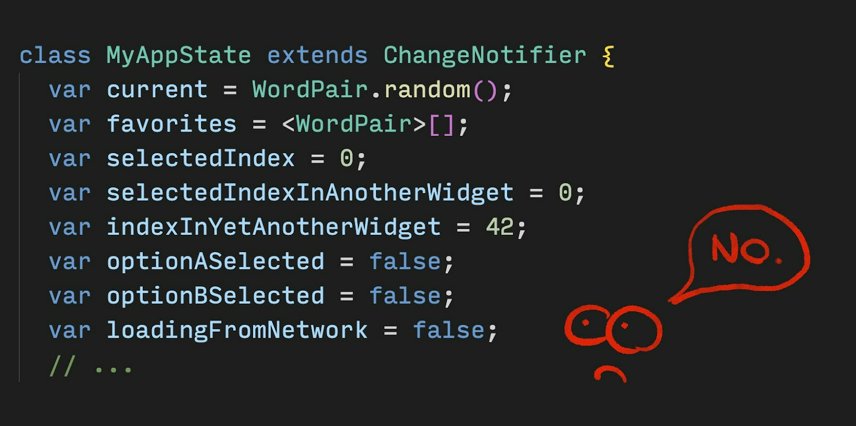 class MyAppState extends ChangeNotifier {
var current = WordPair.random();
var favorites = <WordPair>[];
var selectedIndex = 0;
var selectedIndexInAnotherWidget = 0;
var indexInYetAnotherWidget = 42;
var optionASelected = false;
var optionBSelected = false;
var loadingFromNetwork = false;
// ...
NO.